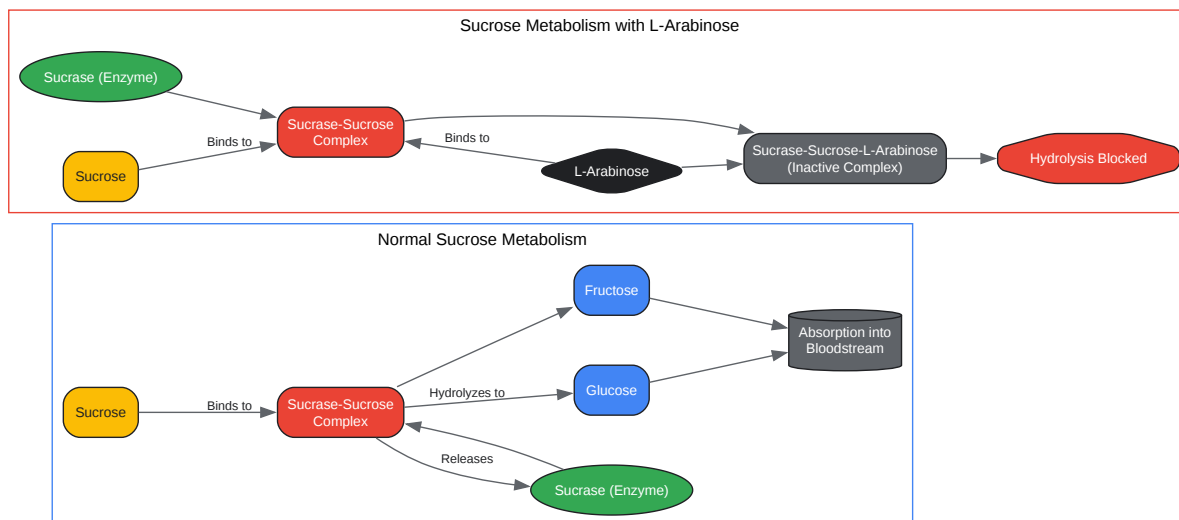 Sucrose Metabolism with L-Arabinose
Sucrase (Enzyme)
Sucrose
Binds to
Sucrase-Sucrose
Complex
Binds to
L-Arabinose
Sucrase-Sucrose-L-Arabinose
(Inactive Complex)
Hydrolysis Blocked
Normal Sucrose Metabolism
Sucrose
Binds to
Sucrase-Sucrose
Complex
Hydrolyzes to
Releases
Fructose
Glucose
Sucrase (Enzyme)
Absorption into
Bloodstream